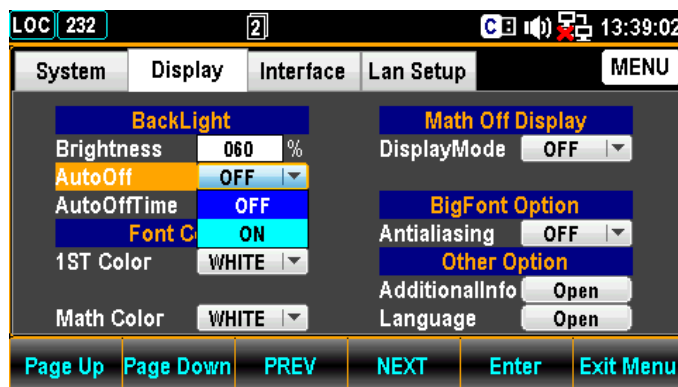 LOC 232 2 C 13:39:02
System Display Interface Lan Setup MENU
BackLight
Brightness 060 %
AutoOff OFF
AutoOffTime OFF
ON
1ST Color WHITE
Math Color WHITE
Math Off Display
DisplayMode OFF
BigFont Option
Antialiasing OFF
Other Option
AdditionalInfo Open
Language Open
Page Up Page Down PREV NEXT Enter Exit Menu